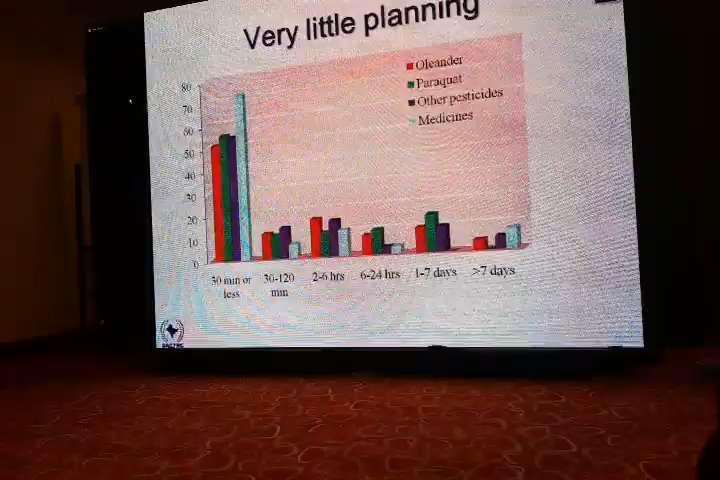 Very little planning
Oleander
Paraquat
Other pesticides
Medicines
80
70
60
50
40
30
20
10
0
30 min or
less
30-120
min
2-6 hrs
6-24 hrs
1-7 days
>7 days
SACTRC